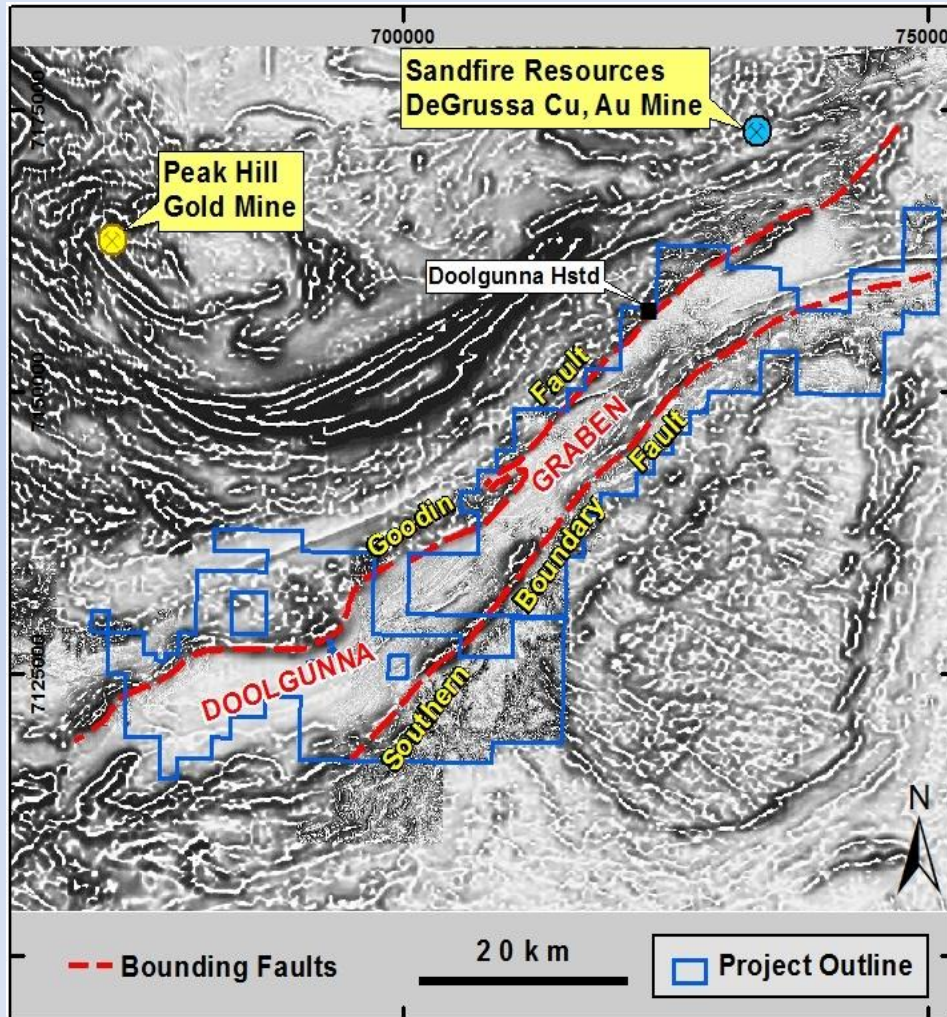 700000
75000
7175000
Sandfire Resources
DeGrussa Cu, Au Mine
Peak Hill
Gold Mine
Doolgunna Hstd
7150000
Goodin
Fault
DOOLGUNNA
GRABEN
Southern
Boundary
Fault
7125000
N
Bounding Faults
20 km
Project Outline